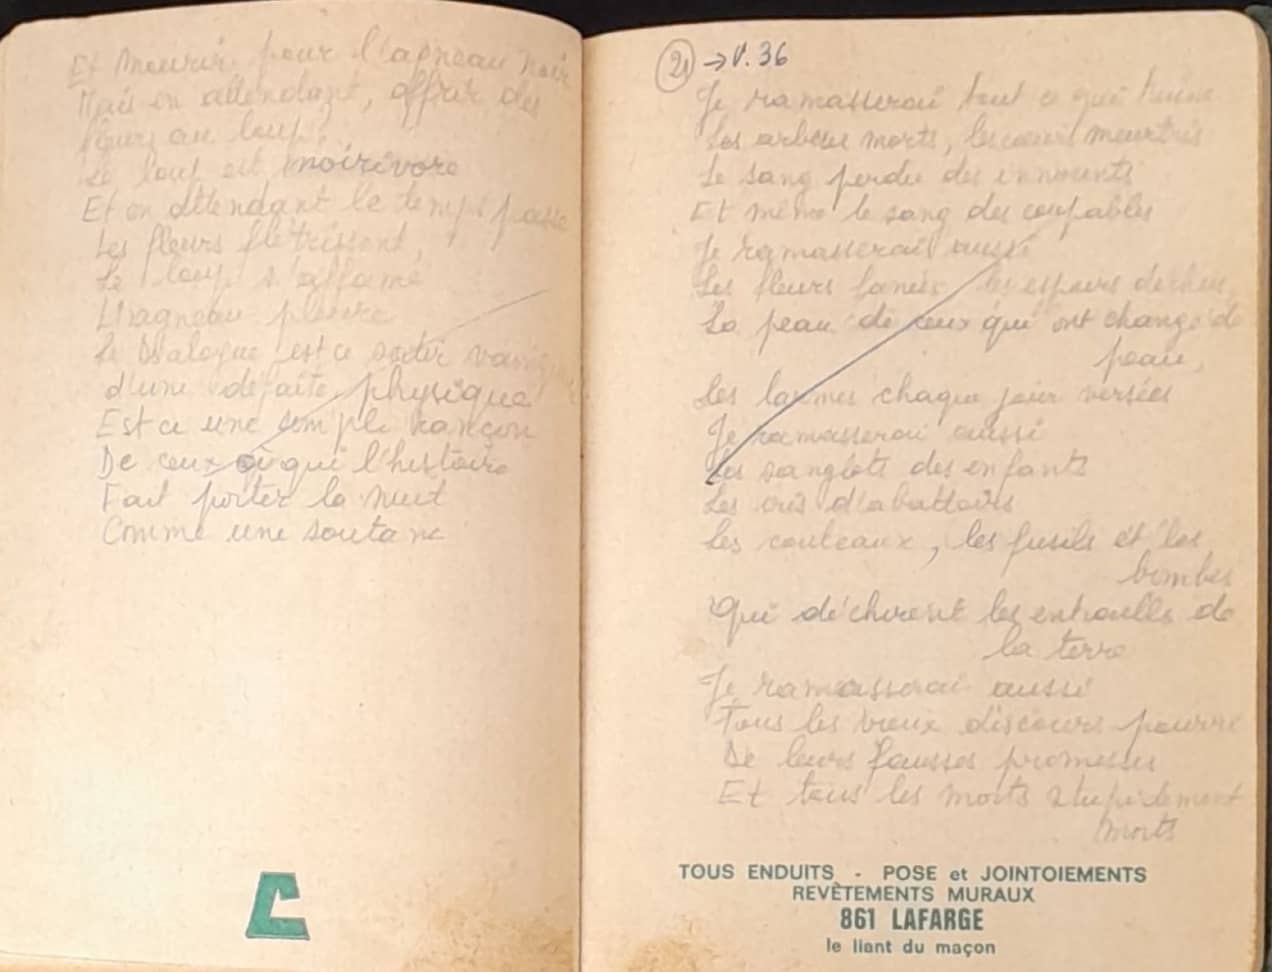 Et mourir pour l'agneau noir
Mais en attendant, offrir des
fleurs au loup,
Le loup est noirivore
Et en attendant le temps passe
Les fleurs flétrissent,
Le loup s'affame
L'agneau pleure
Le Dialogue est ce
d'une défaite physique
Est ce une simple rançon
De ceux à qui l'histoire
Fait porter la nuit
Comme une soutane
C
21 → V. 36
Je ramasserai tout ce qui traine
Les arbres morts, les cœurs meurtris
Le sang perdu des innocents
Et même le sang des coupables
Je ramasserai aussi
Les fleurs fanées, les espoirs déchus,
La peau de ceux qui ont changé de
peau,
Les larmes chaque jour versées
Je ramasserai aussi
Les sanglots des enfants
Les cris d'abattoirs
Les couteaux, les fusils et les
bombes
Qui déchirent les entrailles de
la terre
Je ramasserai aussi
Tous les vieux discours pourris
De leurs fausses promesses
Et tous les morts stupidement
morts
TOUS ENDUITS - POSE et JOINTOIEMENTS
REVÊTEMENTS MURAUX
861 LAFARGE
le liant du maçon